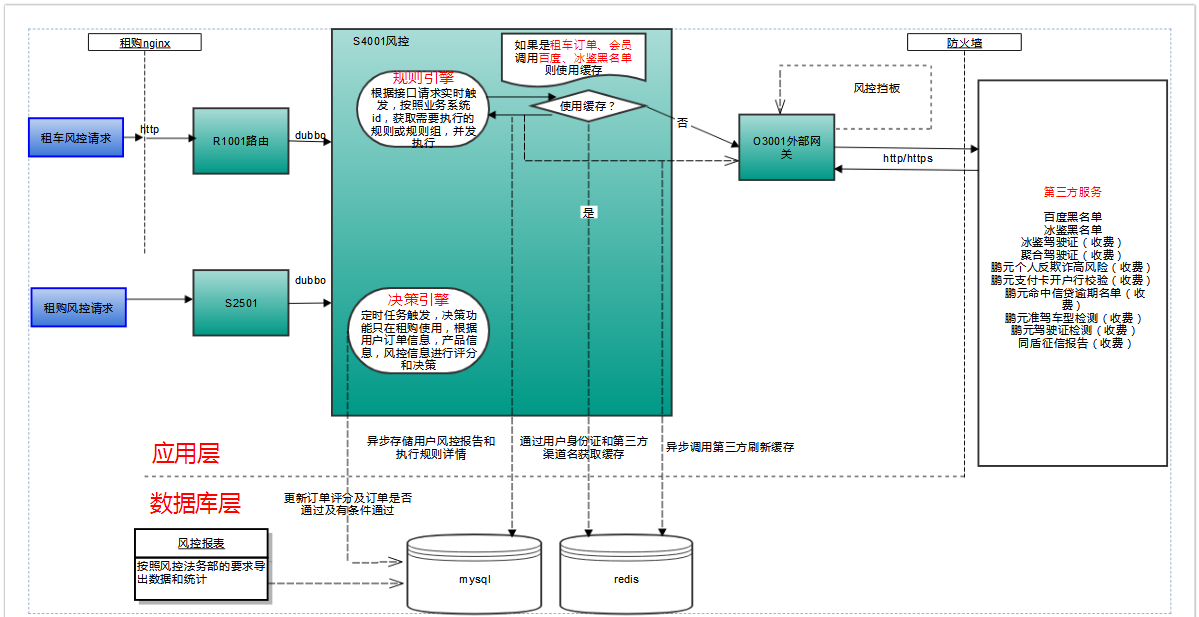 租购nginx
S4001风控
如果是租车订单、会员
调用百度、冰鉴黑名单
则使用缓存
防火墙
规则引擎
根据接口请求实时触
发，按照业务系统
id，获取需要执行的
规则或规则组，并发
执行
使用缓存？
否
风控挡板
租车风控请求
http
R1001路由
dubbo
O3001外部网
关
http/https
是
第三方服务
百度黑名单
冰鉴黑名单
冰鉴驾驶证（收费）
聚合驾驶证（收费）
鹏元个人反欺诈高风险（收费）
鹏元支付卡开户行校验（收费）
鹏元命中信贷逾期名单（收
费）
鹏元准驾车型检测（收费）
鹏元驾驶证检测（收费）
同盾征信报告（收费）
租购风控请求
S2501
dubbo
决策引擎
定时任务触发，决策功
能只在租购使用，根据
用户订单信息，产品信
息，风控信息进行评分
和决策
异步存储用户风控报告和
执行规则详情
通过用户身份证和第三方
渠道名获取缓存
异步调用第三方刷新缓存
应用层
数据库层
更新订单评分及订单是否
通过及有条件通过
风控报表
按照风控法务部的要求导
出数据和统计
mysql
redis